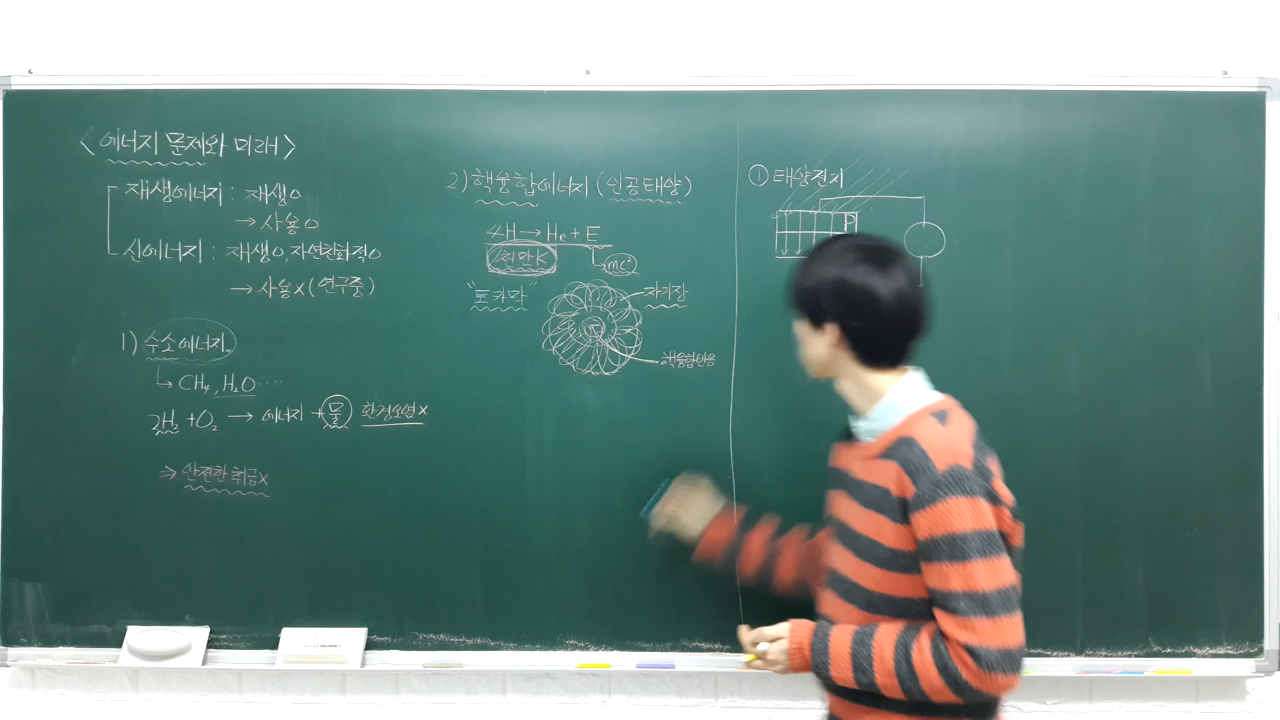 <에너지 문제와 미래>
재생에너지 : 재생O
→ 사용O
신에너지 : 재생O, 자연친화적O
→ 사용X (연구중)
1) 수소에너지
↳ CH₄, H₂O ····
2H₂ + O₂ → 에너지 + 물 환경오염X
⇒ 안전한 취급X
2) 핵융합에너지 (인공태양)
4H → He + E
1천만K
mc²
"토카막"
자기장
핵융합반응
① 태양전지
P